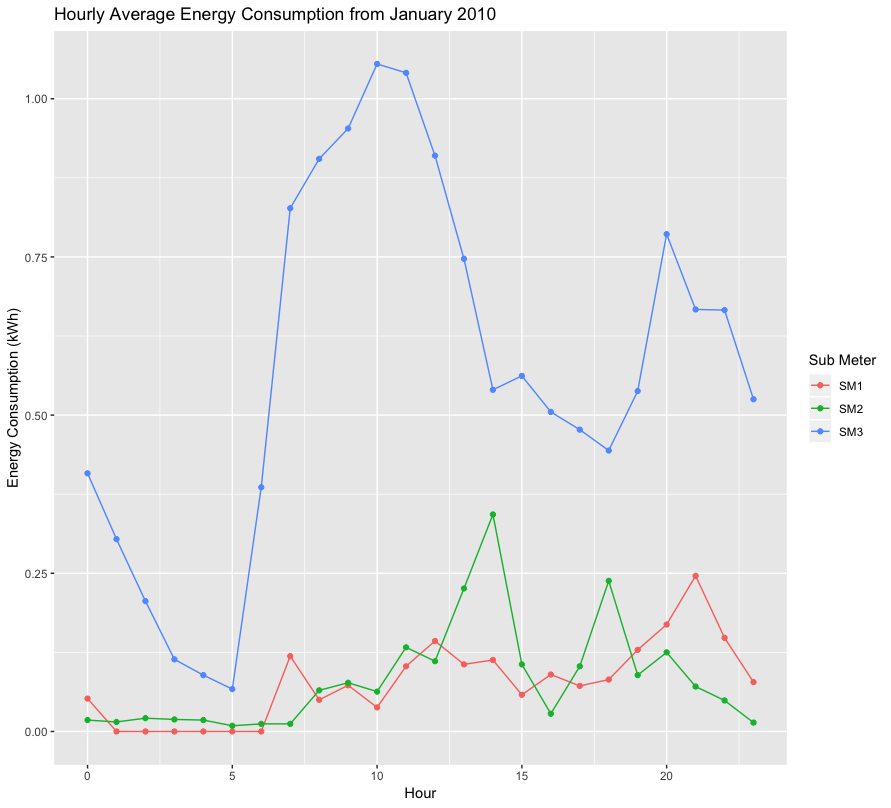 Hourly Average Energy Consumption from January 2010
Energy Consumption (kWh)
1.00
0.75
0.50
0.25
0.00
0 5 10 15 20
Hour
Sub Meter
SM1
SM2
SM3